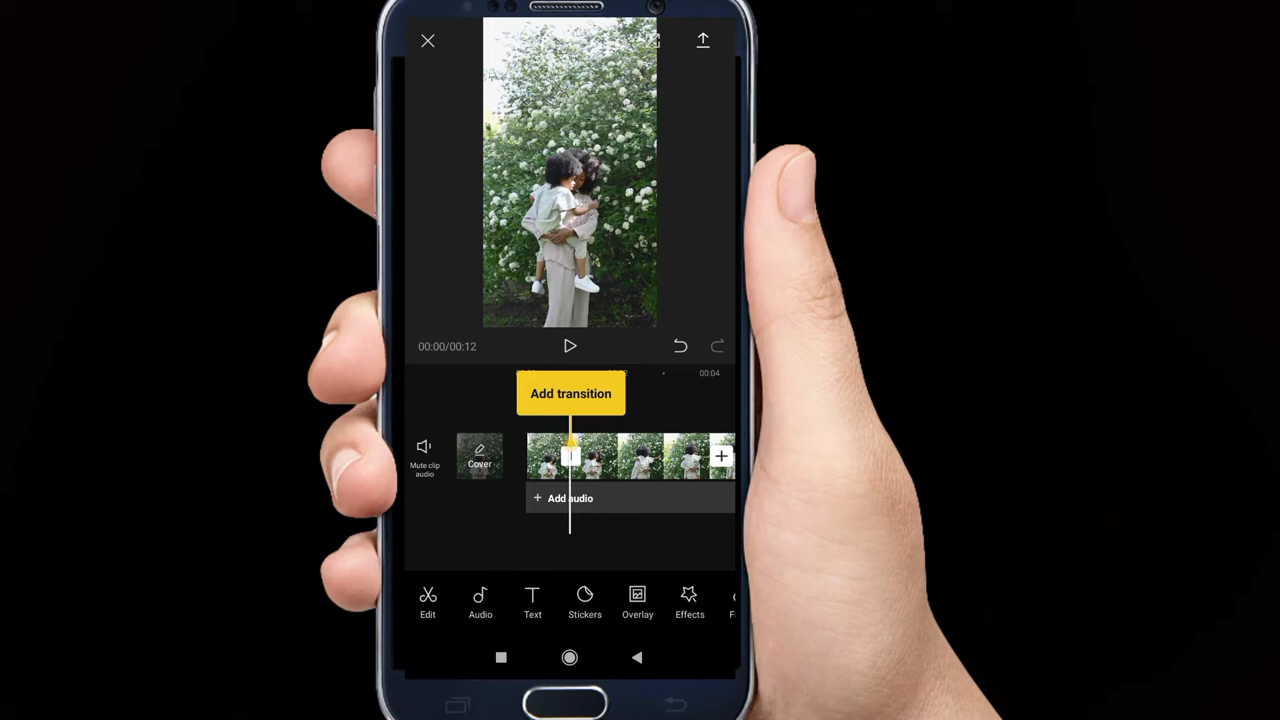 00:00/00:12
00:04
Add transition
Mute clip
audio
Cover
+ Add audio
Edit
Audio
Text
Stickers
Overlay
Effects